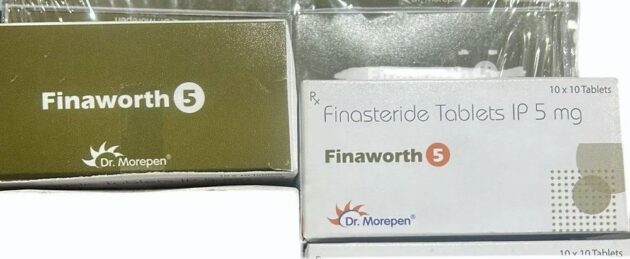 Finaworth 5
Dr. Morepen®
Rx
10 x 10 Tablets
Finasteride Tablets IP 5 mg
Finaworth 5
Dr. Morepen®
10 x 10 Tablets